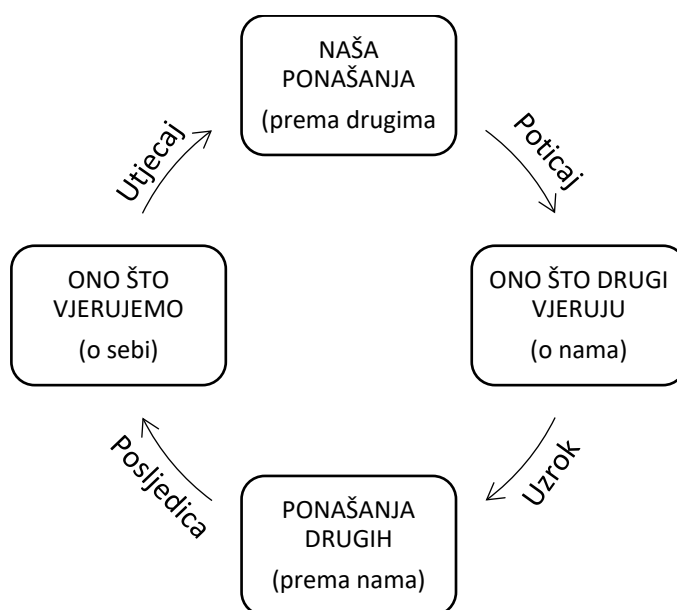 NAŠA
PONAŠANJA
(prema drugima
Utjecaj
Poticaj
ONO ŠTO
VJERUJEMO
(o sebi)
ONO ŠTO DRUGI
VJERUJU
(o nama)
Posljedica
Uzrok
PONAŠANJA
DRUGIH
(prema nama)